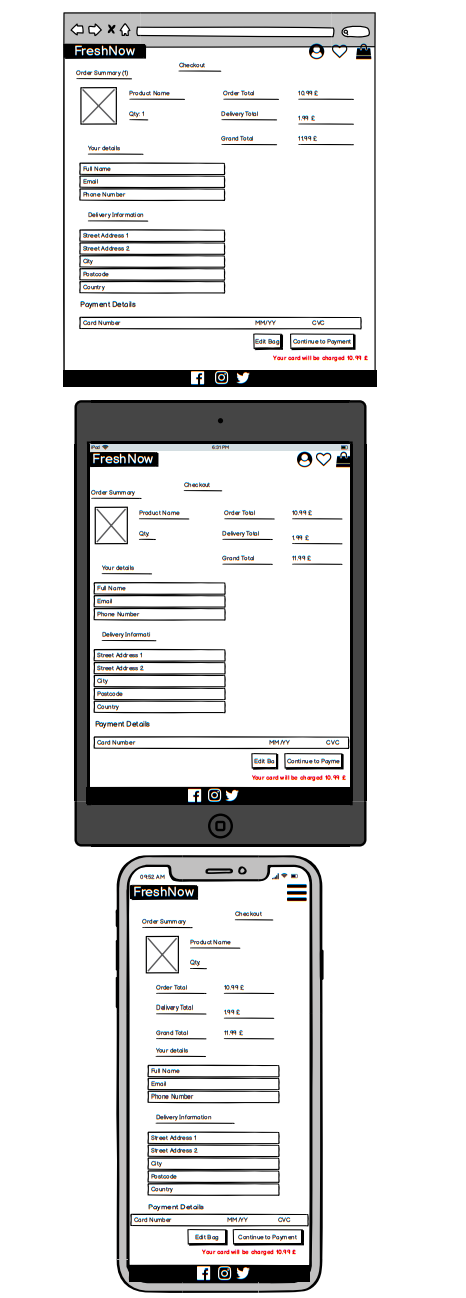 FreshNow
Checkout
Order Summary (1)
Product Name Order Total 10.99 £
Qty: 1 Delivery Total 1.99 £
Grand Total 11.99 £
Your details
Full Name
Email
Phone Number
Delivery Information
Street Address 1
Street Address 2
City
Postcode
Country
Payment Details
Card Number MM/YY CVC
Edit Bag Continue to Payment
Your card will be charged 10.99 £
iPad 6:31 PM
FreshNow
Checkout
Order Summary
Product Name Order Total 10.99 £
Qty Delivery Total 1.99 £
Grand Total 11.99 £
Your details
Full Name
Email
Phone Number
Delivery Informati
Street Address 1
Street Address 2
City
Postcode
Country
Payment Details
Card Number MM/YY CVC
Edit Ba Continue to Payme
Your card will be charged 10.99 £
09:52 AM
FreshNow
Checkout
Order Summary
Product Name
Qty
Order Total 10.99 £
Delivery Total 1.99 £
Grand Total 11.99 £
Your details
Full Name
Email
Phone Number
Delivery Information
Street Address 1
Street Address 2
City
Postcode
Country
Payment Details
Card Number MM/YY CVC
Edit Bag Continue to Payment
Your card will be charged 10.99 £